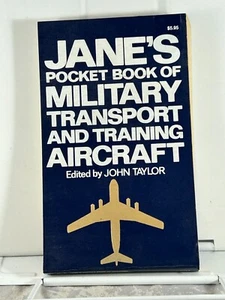 $5.95
JANE'S
POCKET BOOK OF
MILITARY
TRANSPORT
AND TRAINING
AIRCRAFT
Edited by JOHN TAYLOR